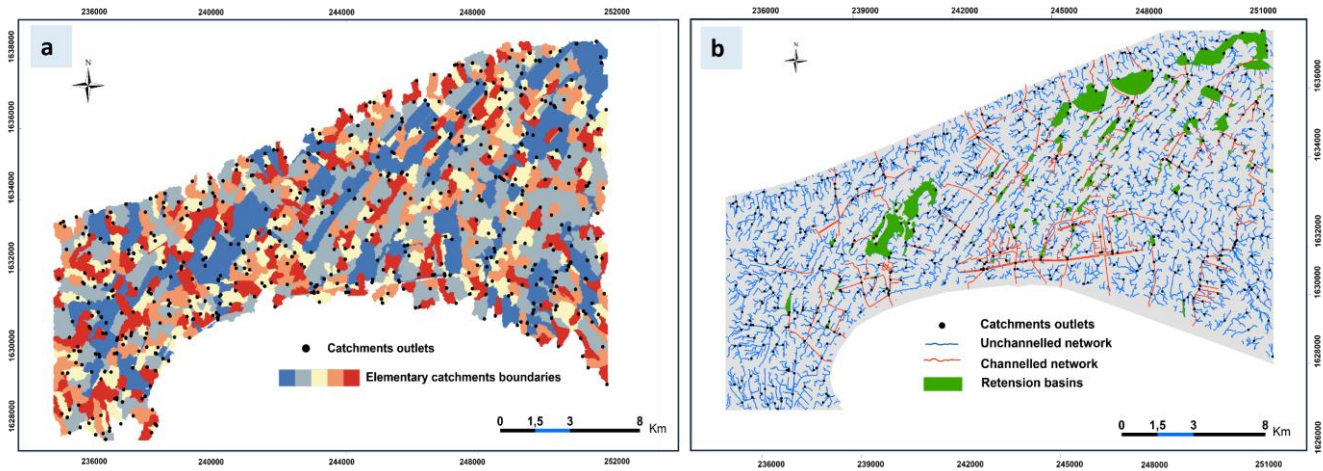 236000 240000 244000 248000 252000
a
N
1638000
1636000
1634000
1632000
1630000
1628000
Catchments outlets
Elementary catchments boundaries
0 1,5 3 8 Km
236000 240000 244000 248000 252000
236000 239000 242000 245000 248000 251000
b
N
1636000
1634000
1632000
1630000
1628000
1626000
Catchments outlets
Unchannelled network
Channelled network
Retension basins
0 1,5 3 8 Km
236000 239000 242000 245000 248000 251000